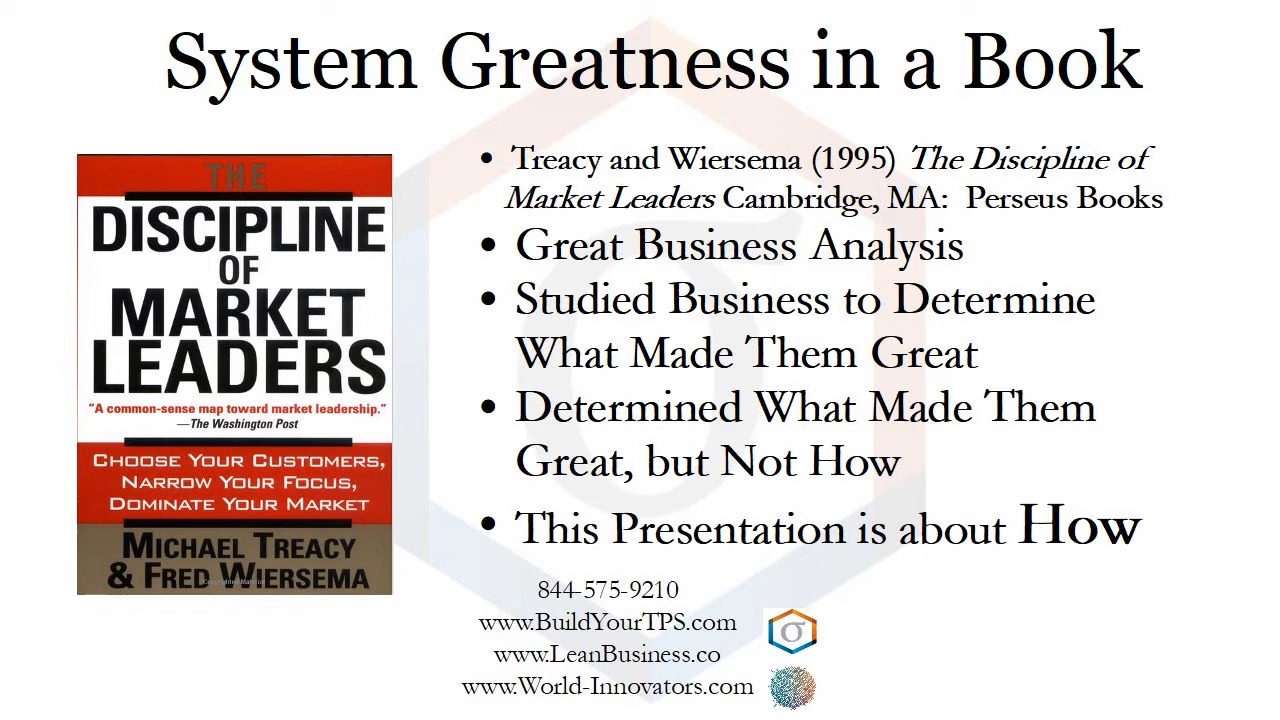 System Greatness in a Book
THE
DISCIPLINE
OF
MARKET
LEADERS
"A common-sense map toward market leadership."
—The Washington Post
CHOOSE YOUR CUSTOMERS,
NARROW YOUR FOCUS,
DOMINATE YOUR MARKET
MICHAEL TREACY
& FRED WIERSEMA
Copyrighted Material
• Treacy and Wiersema (1995) The Discipline of
Market Leaders Cambridge, MA: Perseus Books
• Great Business Analysis
• Studied Business to Determine
What Made Them Great
• Determined What Made Them
Great, but Not How
• This Presentation is about How
844-575-9210
www.BuildYourTPS.com
www.LeanBusiness.co
www.World-Innovators.com
σ